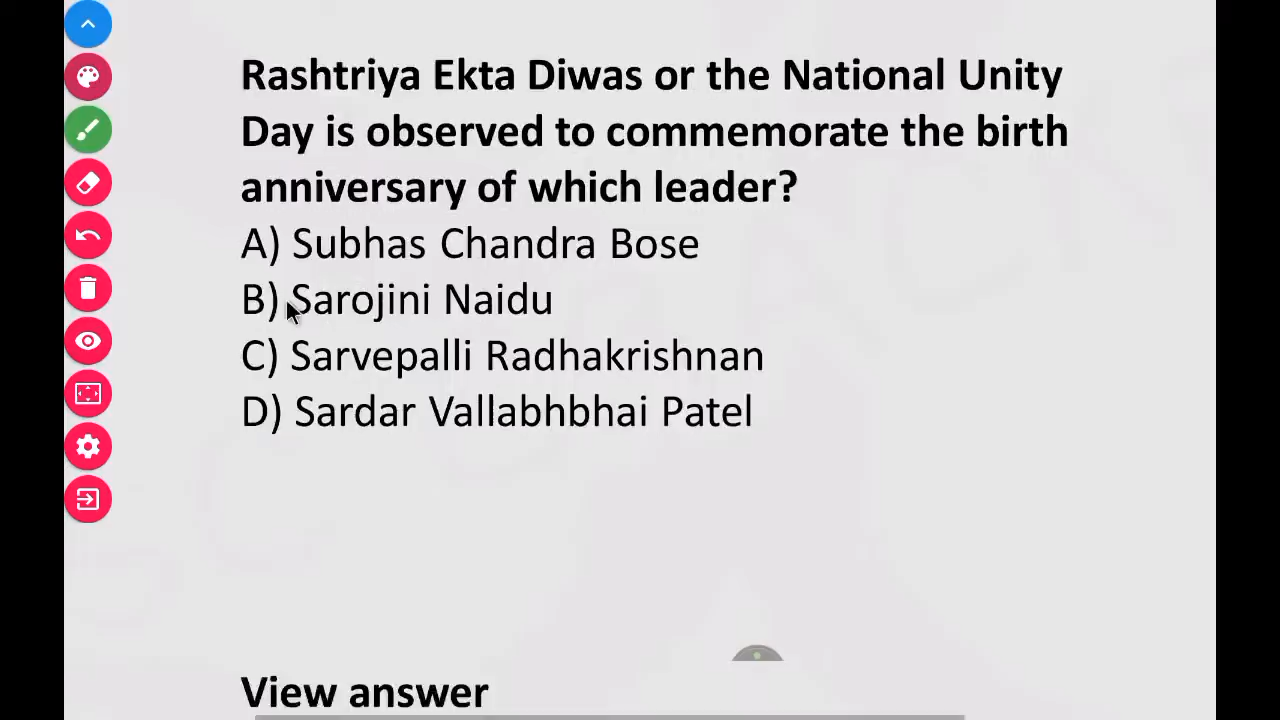 Rashtriya Ekta Diwas or the National Unity
Day is observed to commemorate the birth
anniversary of which leader?
A) Subhas Chandra Bose
B) Sarojini Naidu
C) Sarvepalli Radhakrishnan
D) Sardar Vallabhbhai Patel
View answer